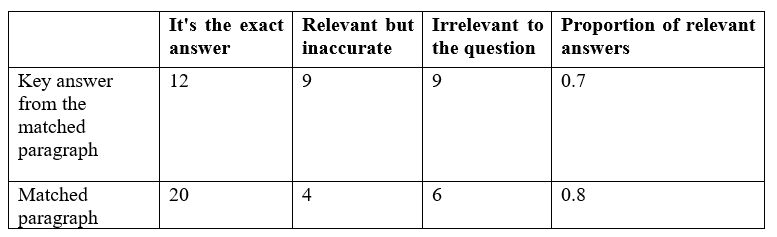 It's the exact answer
Relevant but inaccurate
Irrelevant to the question
Proportion of relevant answers
Key answer from the matched paragraph
12
9
9
0.7
Matched paragraph
20
4
6
0.8